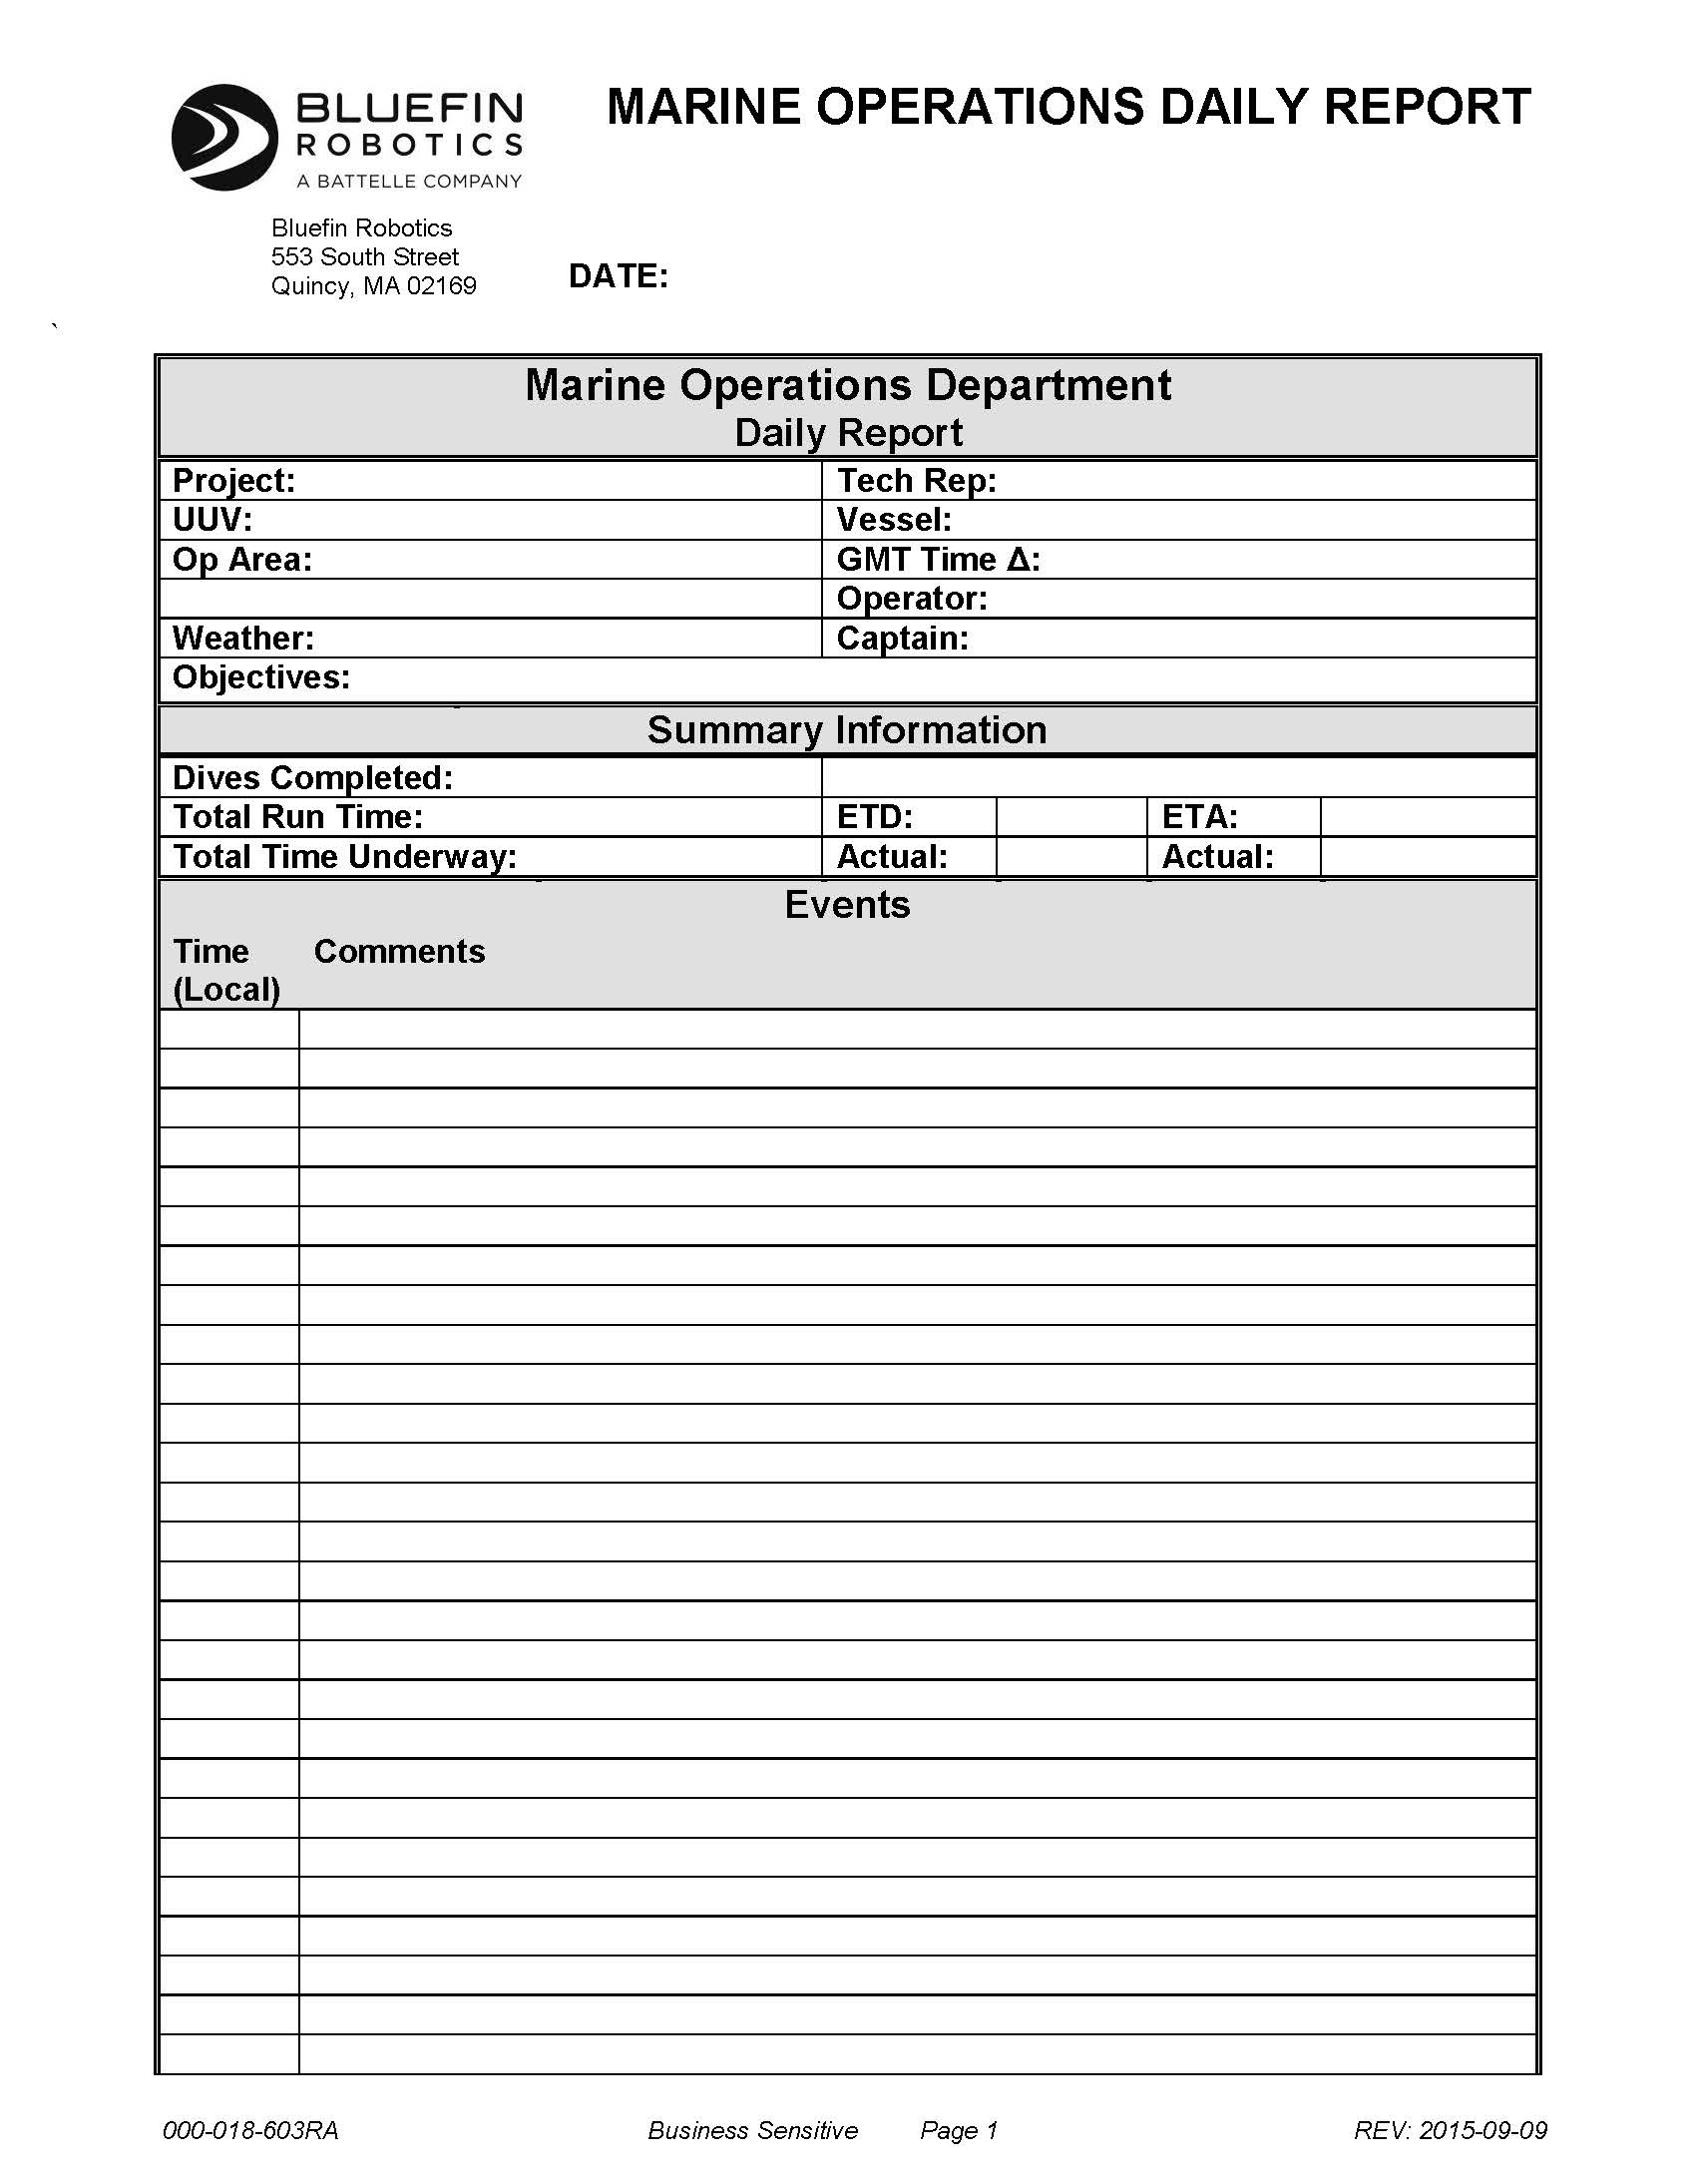 BLUEFIN
ROBOTICS
A BATTELLE COMPANY
MARINE OPERATIONS DAILY REPORT
Bluefin Robotics
553 South Street
Quincy, MA 02169
DATE:
`
Marine Operations Department
Daily Report
Project: Tech Rep:
UUV: Vessel:
Op Area: GMT Time Δ:
Operator:
Weather: Captain:
Objectives:
Summary Information
Dives Completed:
Total Run Time: ETD: ETA:
Total Time Underway: Actual: Actual:
Events
Time Comments
(Local)
000-018-603RA Business Sensitive Page 1 REV: 2015-09-09